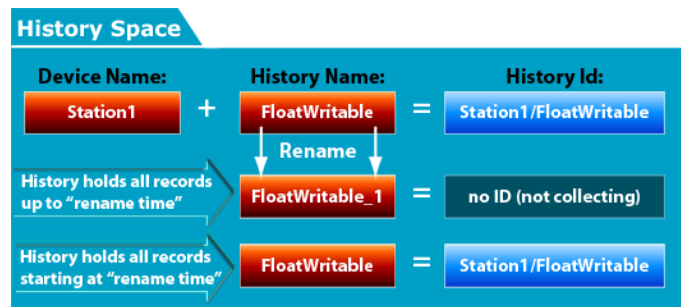 History Space
Device Name: History Name: History Id:
Station1 + FloatWritable = Station1/FloatWritable
Rename
History holds all records
up to “rename time”
FloatWritable_1 = no ID (not collecting)
History holds all records
starting at “rename time”
FloatWritable = Station1/FloatWritable